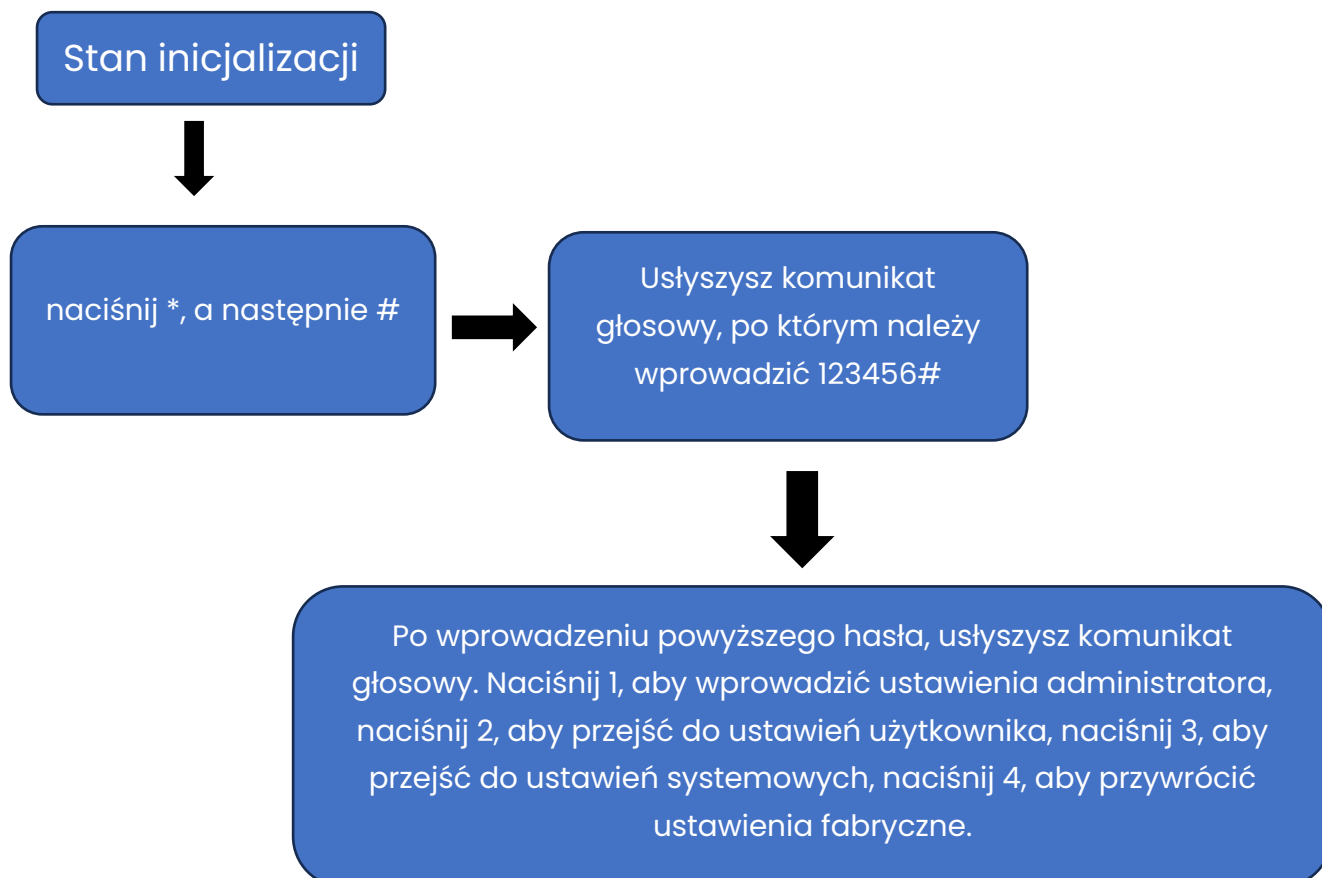 Stan inicjalizacji
naciśnij *, a następnie #
Usłyszysz komunikat
głosowy, po którym należy
wprowadzić 123456#
Po wprowadzeniu powyższego hasła, usłyszysz komunikat
głosowy. Naciśnij 1, aby wprowadzić ustawienia administratora,
naciśnij 2, aby przejść do ustawień użytkownika, naciśnij 3, aby
przejść do ustawień systemowych, naciśnij 4, aby przywrócić
ustawienia fabryczne.